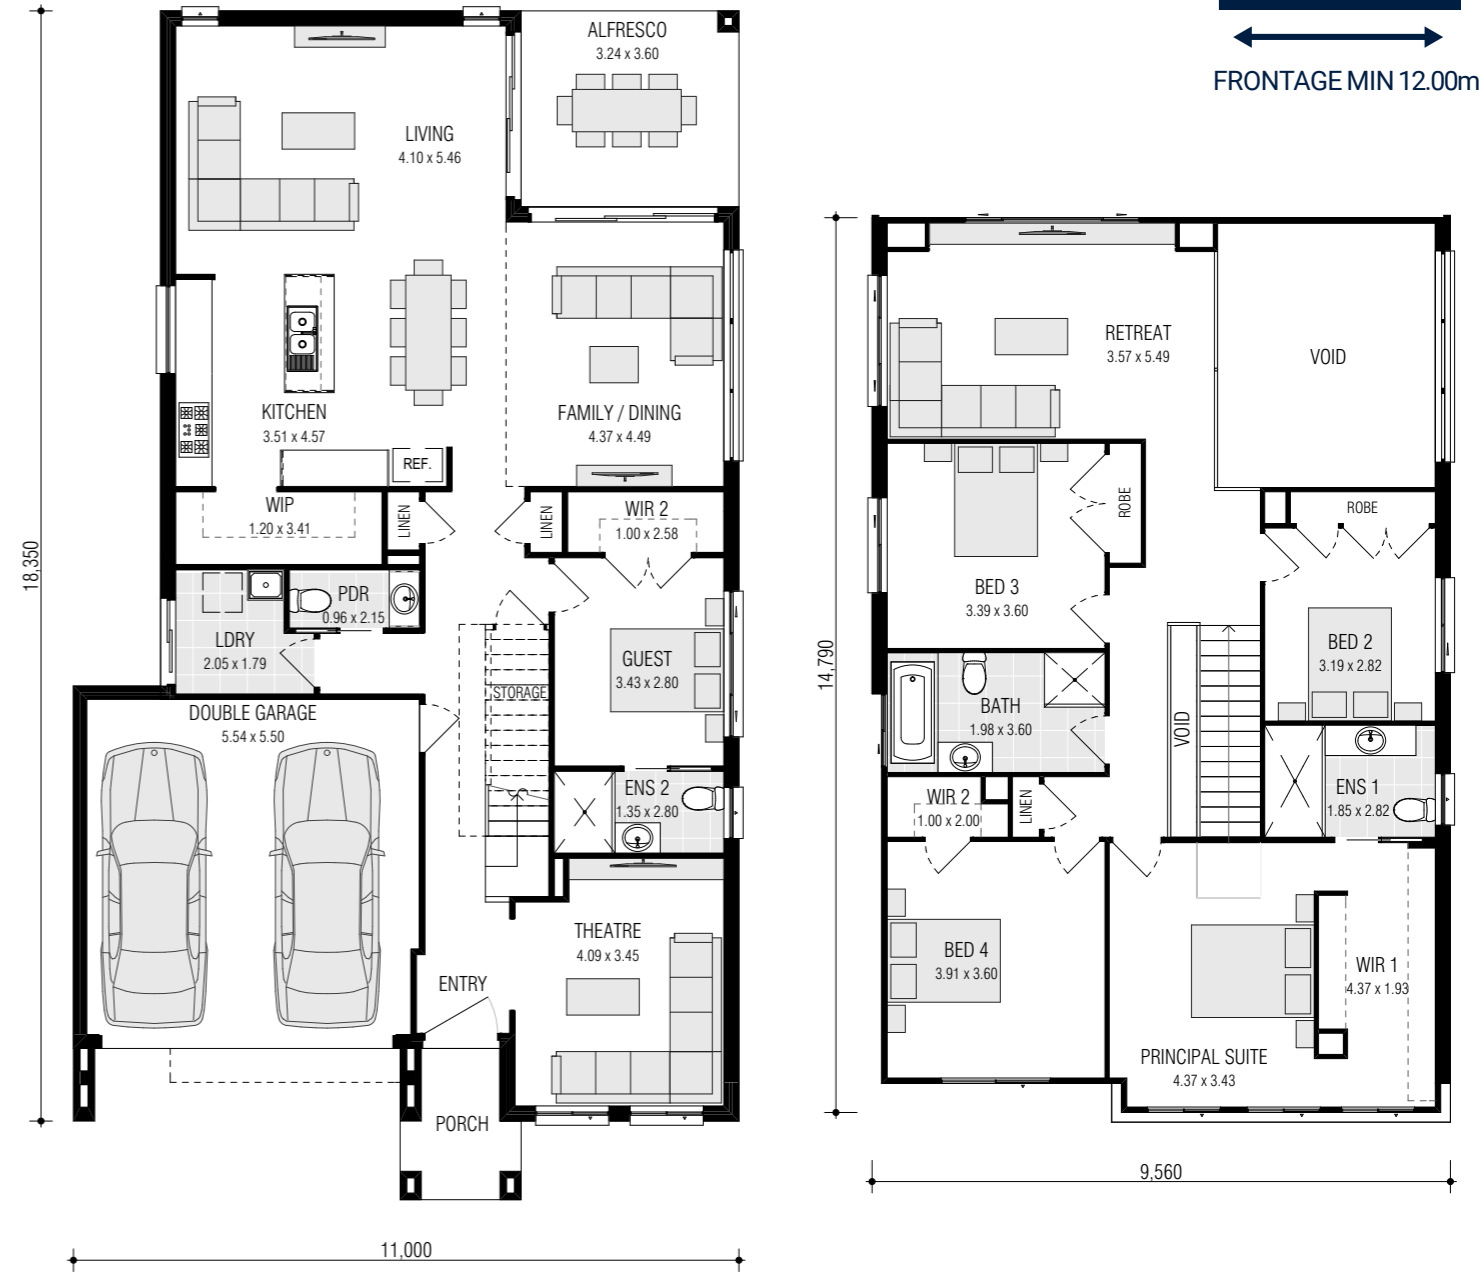 FRONTAGE MIN 12.00m
ALFRESCO
3.24 x 3.60
LIVING
4.10 x 5.46
KITCHEN
3.51 x 4.57
FAMILY / DINING
4.37 x 4.49
REF.
WIP
1.20 x 3.41
LINEN
LINEN
WIR 2
1.00 x 2.58
18,350
PDR
0.96 x 2.15
LDRY
2.05 x 1.79
GUEST
3.43 x 2.80
STORAGE
DOUBLE GARAGE
5.54 x 5.50
ENS 2
1.35 x 2.80
THEATRE
4.09 x 3.45
ENTRY
PORCH
11,000
RETREAT
3.57 x 5.49
VOID
ROBE
ROBE
BED 3
3.39 x 3.60
BED 2
3.19 x 2.82
14,790
BATH
1.98 x 3.60
VOID
WIR 2
1.00 x 2.00
LINEN
ENS 1
1.85 x 2.82
BED 4
3.91 x 3.60
WIR 1
4.37 x 1.93
PRINCIPAL SUITE
4.37 x 3.43
9,560